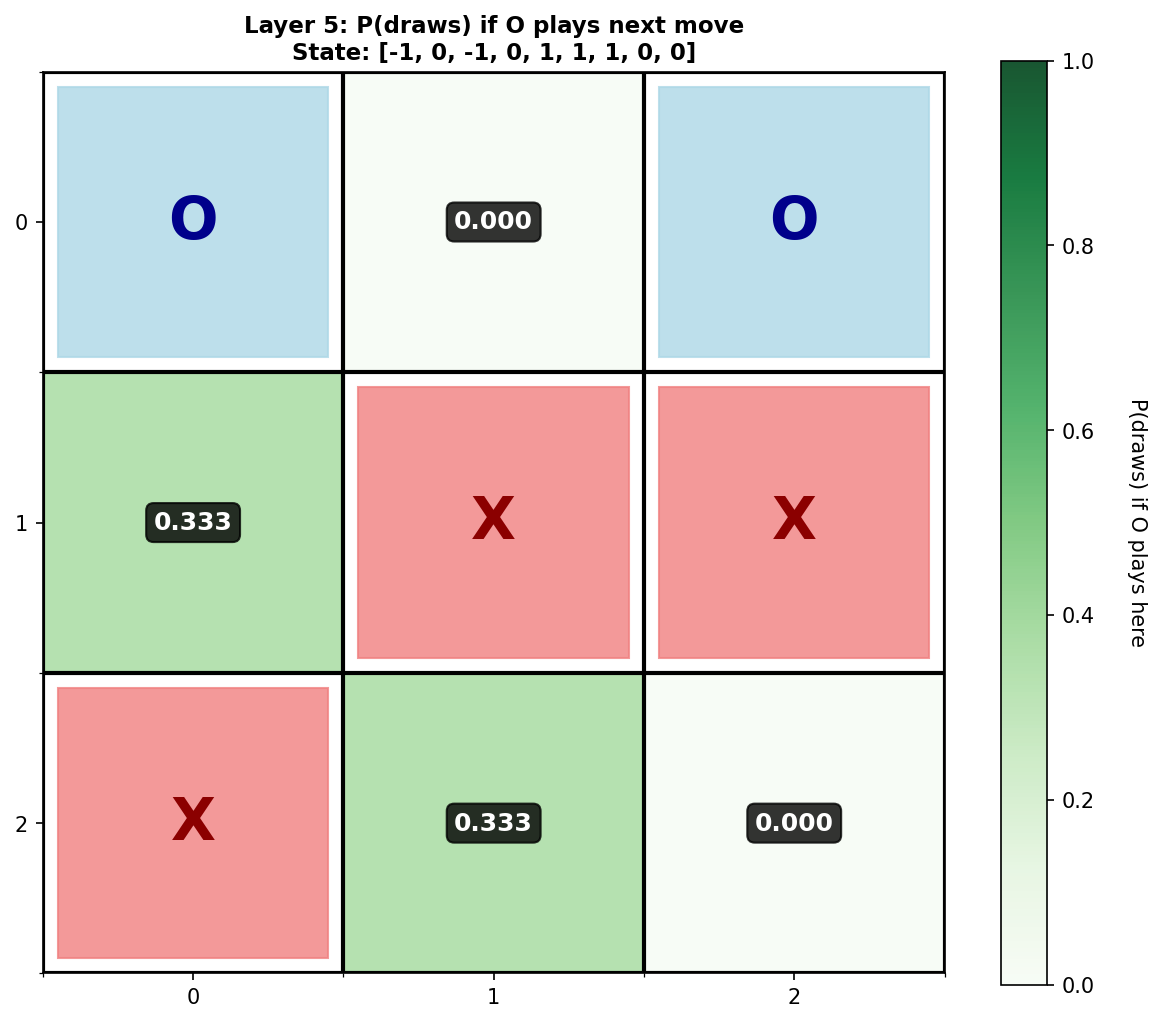 Layer 5: P(draws) if O plays next move
State: [-1, 0, -1, 0, 1, 1, 1, 0, 0]
0
O
0.000
O
1
0.333
X
X
2
X
0.333
0.000
0
1
2
1.0
0.8
0.6
0.4
0.2
0.0
P(draws) if O plays here